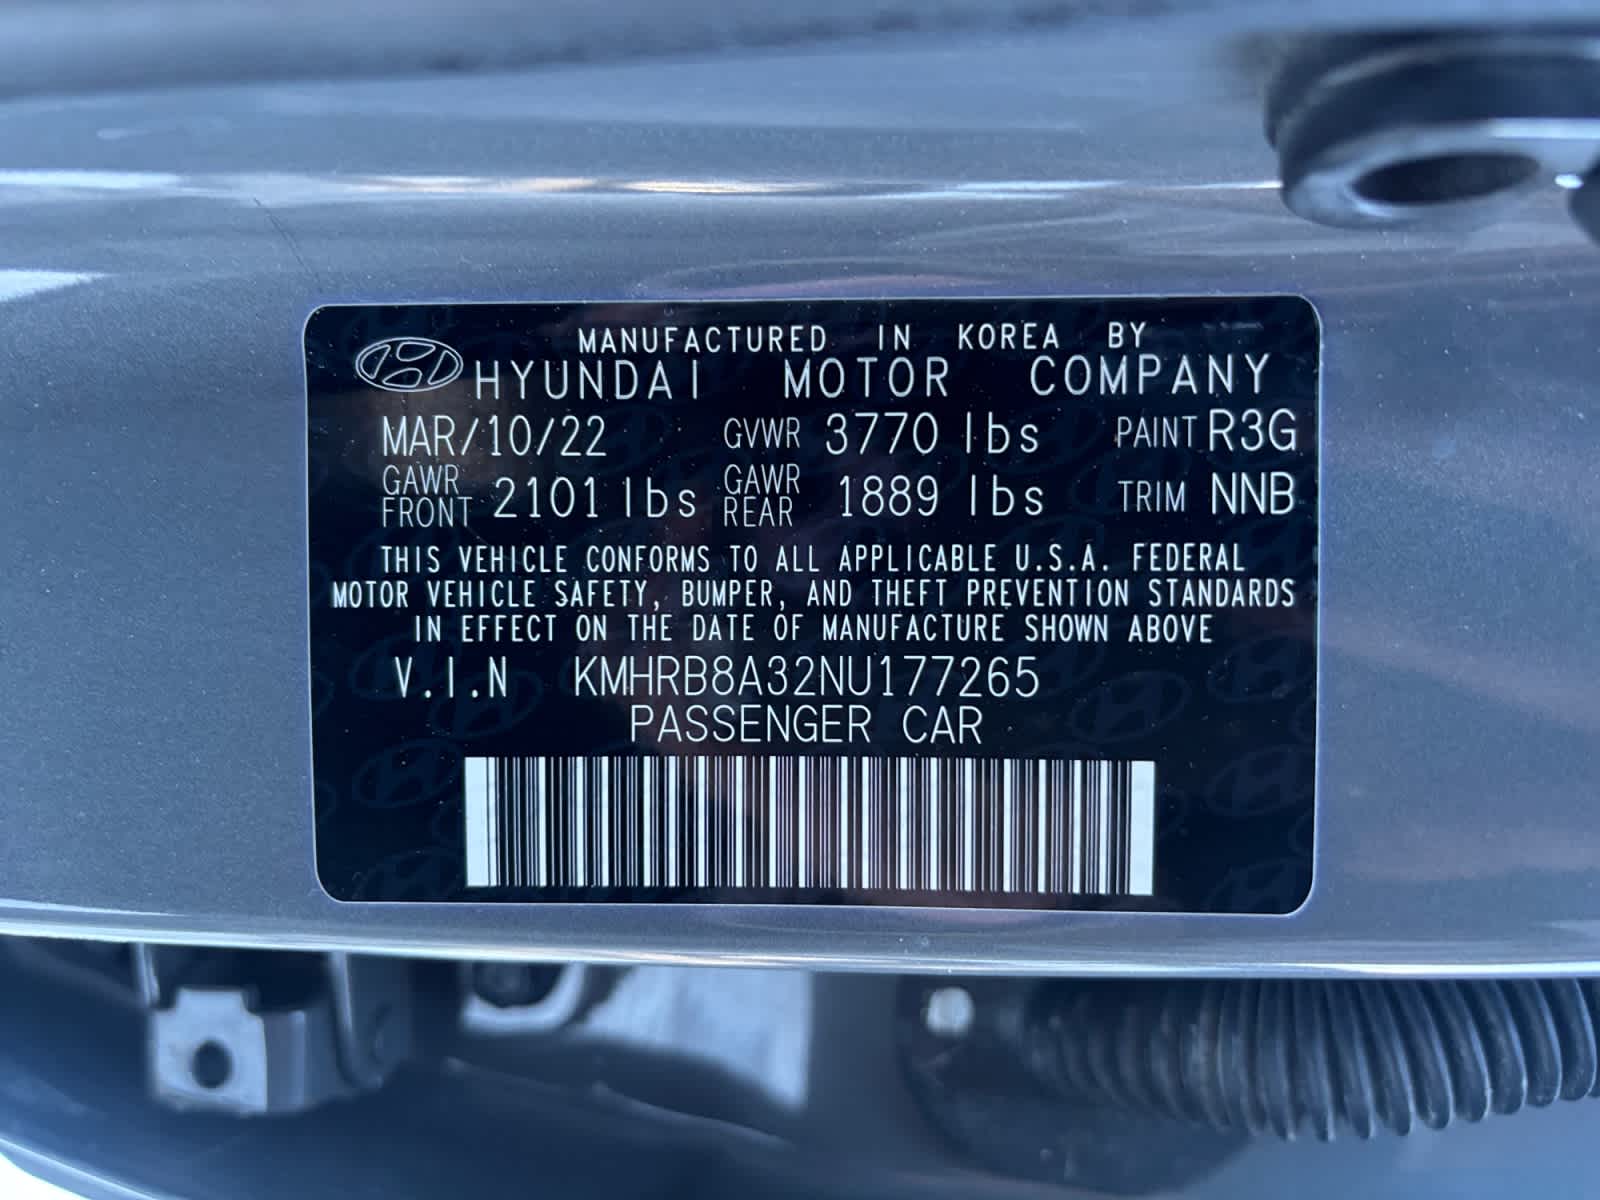 MANUFACTURED IN KOREA BY
HYUNDAI MOTOR COMPANY
MAR/10/22 GVWR 3770 lbs PAINT R3G
GAWR FRONT 2101 lbs GAWR REAR 1889 lbs TRIM NNB
THIS VEHICLE CONFORMS TO ALL APPLICABLE U.S.A. FEDERAL
MOTOR VEHICLE SAFETY, BUMPER, AND THEFT PREVENTION STANDARDS
IN EFFECT ON THE DATE OF MANUFACTURE SHOWN ABOVE
V.I.N KMHRB8A32NU177265
PASSENGER CAR